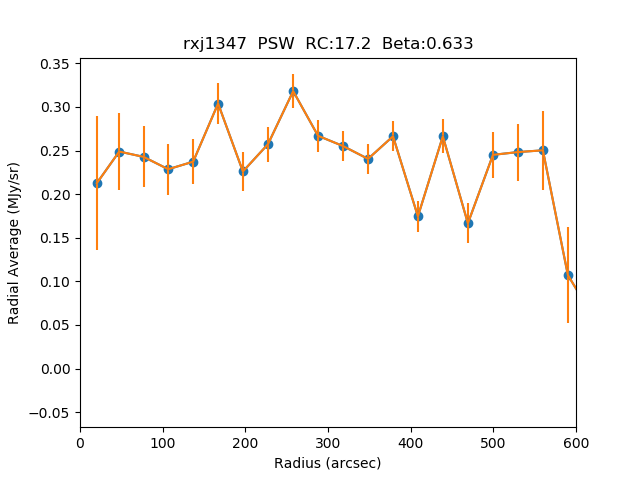 rxj1347  PSW  RC:17.2  Beta:0.633
0.35
0.30
0.25
0.20
0.15
0.10
0.05
0.00
−0.05
Radial Average (MJy/sr)
0 100 200 300 400 500 600
Radius (arcsec)